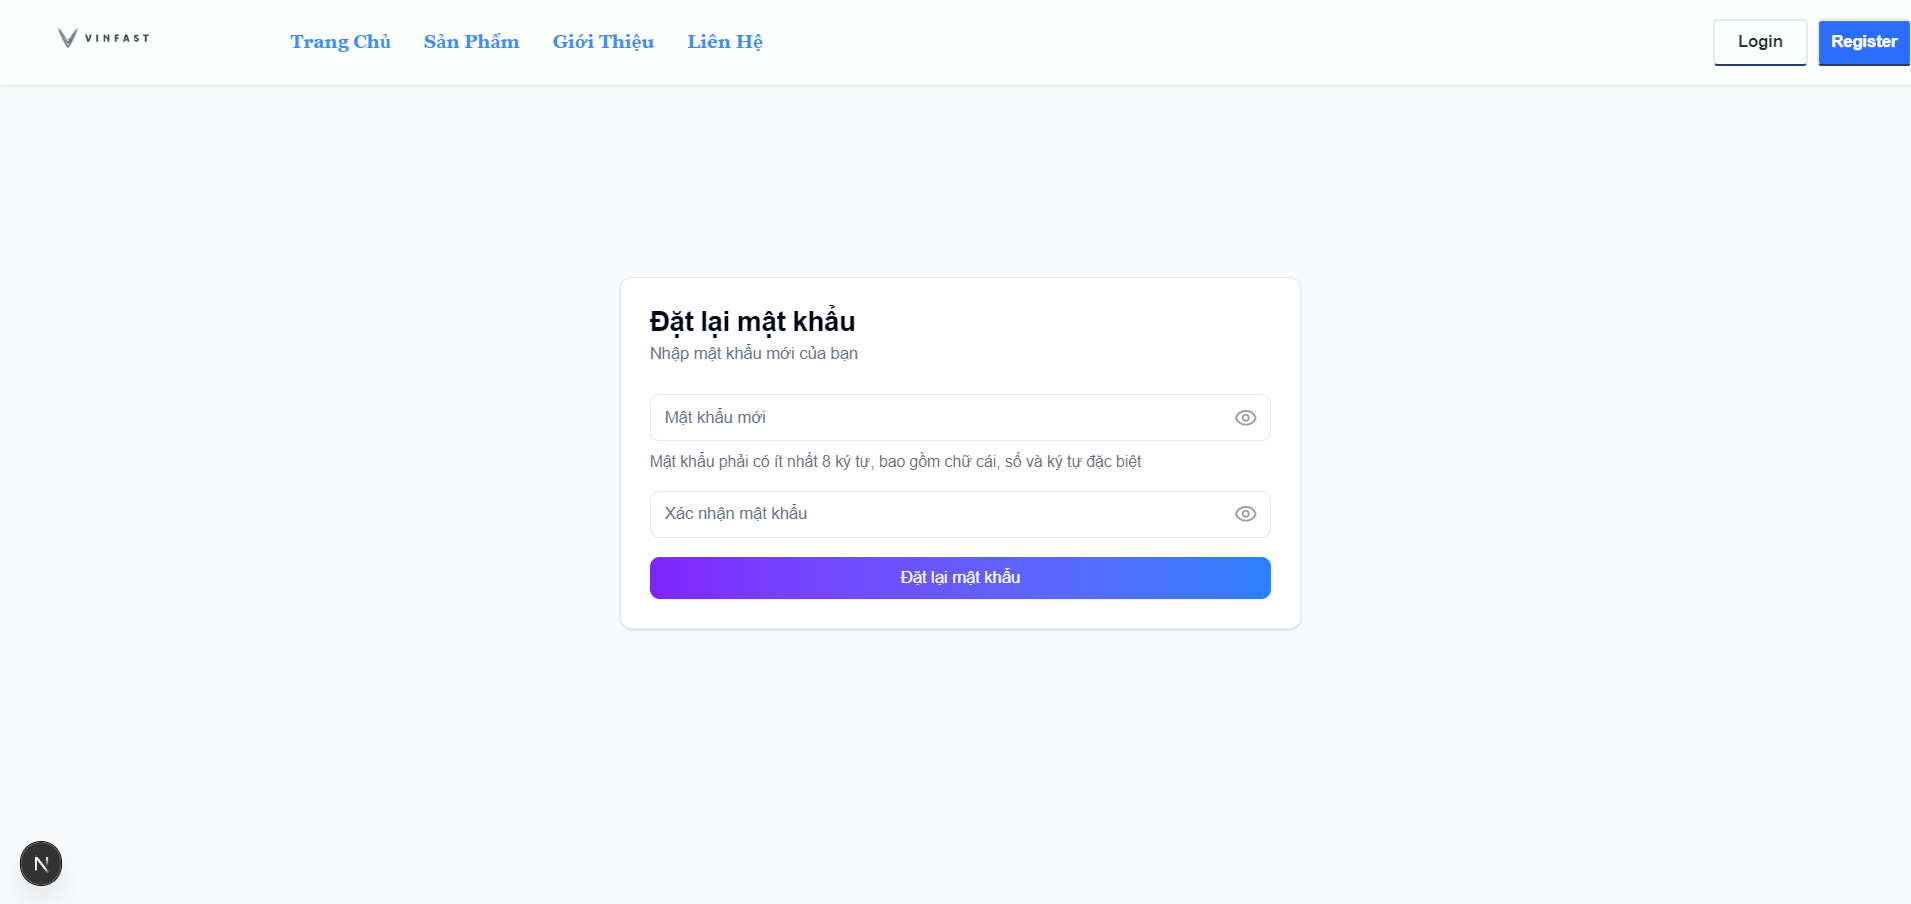 VINFAST
Trang Chủ Sản Phẩm Giới Thiệu Liên Hệ
Login Register
Đặt lại mật khẩu
Nhập mật khẩu mới của bạn
Mật khẩu mới
Mật khẩu phải có ít nhất 8 ký tự, bao gồm chữ cái, số và ký tự đặc biệt
Xác nhận mật khẩu
Đặt lại mật khẩu
N